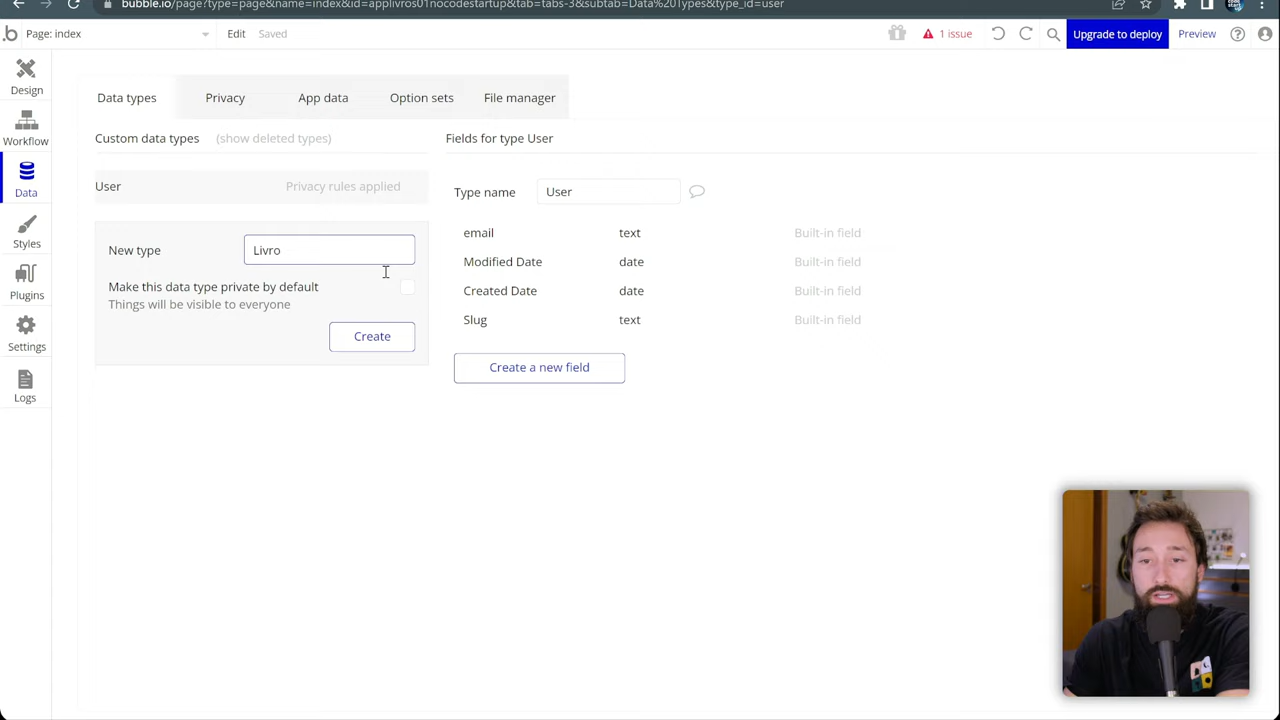 bubble.io/page?type=page&name=index&id=applivros01nocodestartup&tab=tabs-3&subtab=Data%20Types&type_id=user
Page: index
Edit
Saved
1 issue
Upgrade to deploy
Preview
Design
Workflow
Data
Styles
Plugins
Settings
Logs
Data types
Privacy
App data
Option sets
File manager
Custom data types
(show deleted types)
User
Privacy rules applied
New type
Livro
Make this data type private by default
Things will be visible to everyone
Create
Fields for type User
Type name
User
email
text
Built-in field
Modified Date
date
Built-in field
Created Date
date
Built-in field
Slug
text
Built-in field
Create a new field